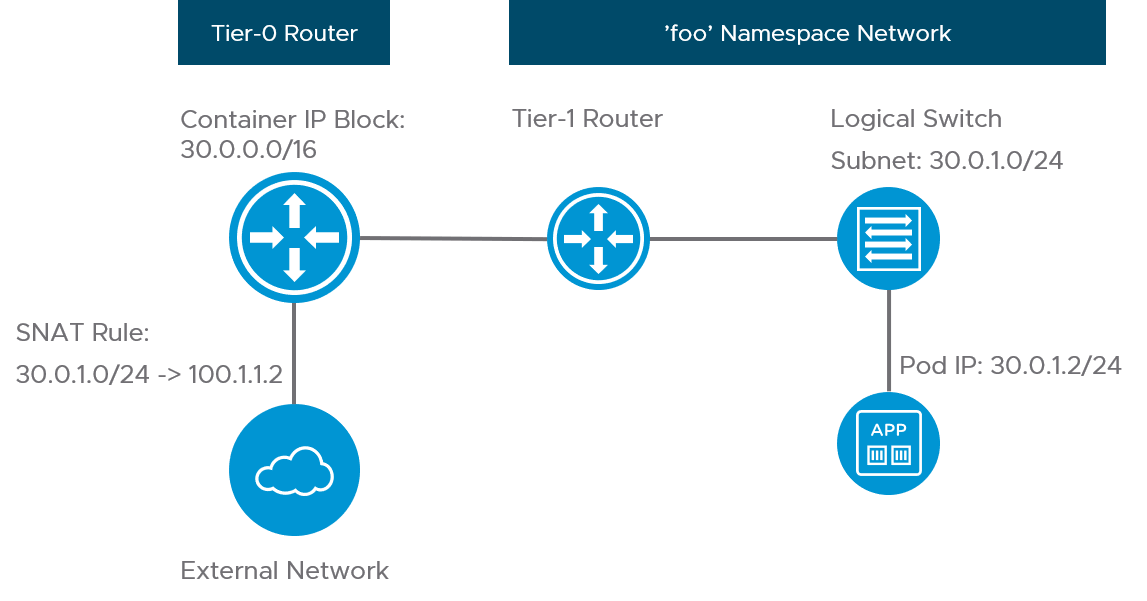 Tier-0 Router
’foo’ Namespace Network
Container IP Block:
30.0.0.0/16
Tier-1 Router
Logical Switch
Subnet: 30.0.1.0/24
SNAT Rule:
30.0.1.0/24 -> 100.1.1.2
Pod IP: 30.0.1.2/24
APP
External Network